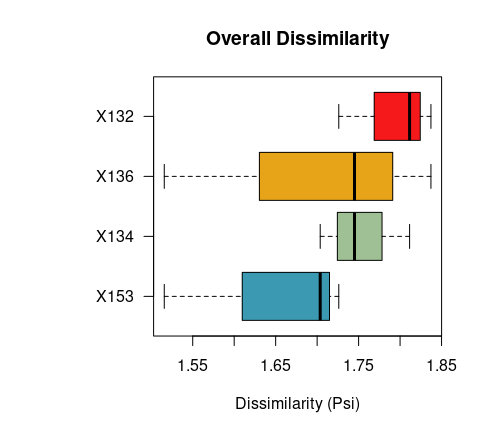 Overall Dissimilarity
X132
X136
X134
X153
1.55 1.65 1.75 1.85
Dissimilarity (Psi)